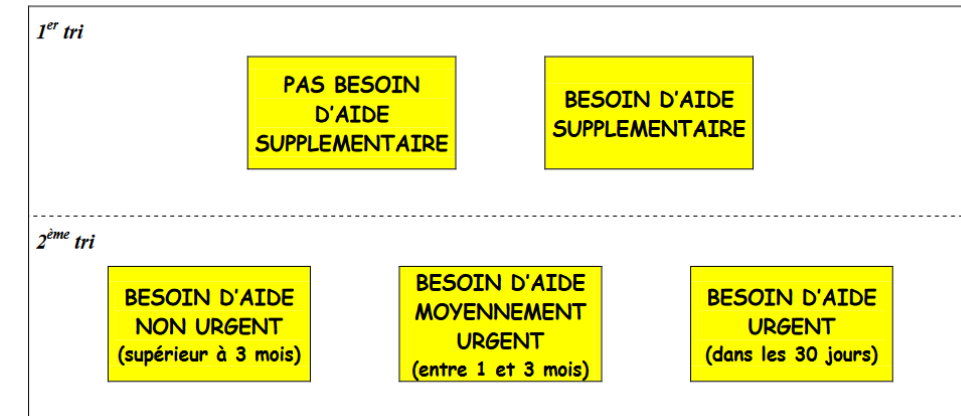 1er tri
PAS BESOIN
D'AIDE
SUPPLEMENTAIRE
BESOIN D'AIDE
SUPPLEMENTAIRE
2ème tri
BESOIN D'AIDE
NON URGENT
(supérieur à 3 mois)
BESOIN D'AIDE
MOYENNEMENT
URGENT
(entre 1 et 3 mois)
BESOIN D'AIDE
URGENT
(dans les 30 jours)